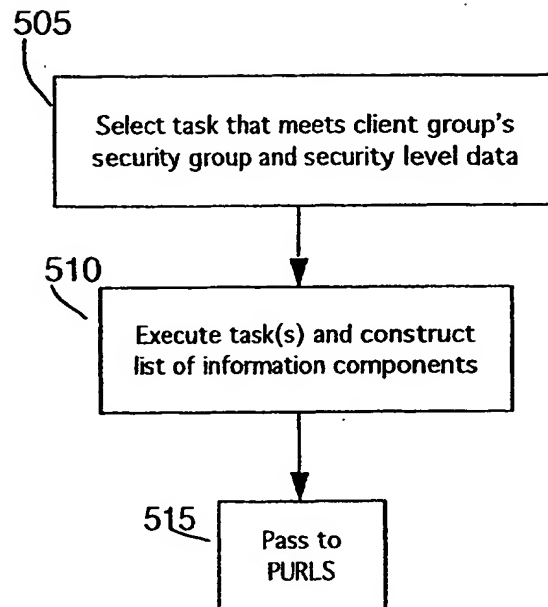 505
Select task that meets client group's
security group and security level data
510
Execute task(s) and construct
list of information components
515
Pass to
PURLS